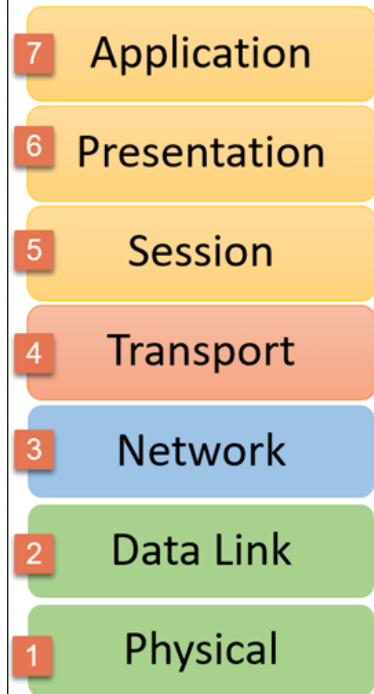 7 Application
6 Presentation
5 Session
4 Transport
3 Network
2 Data Link
1 Physical